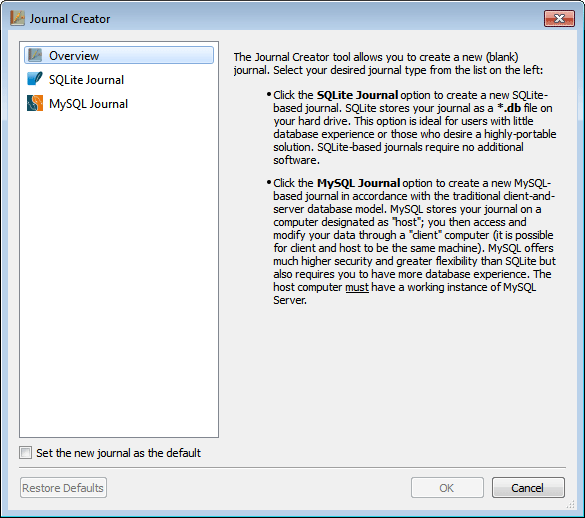 Journal Creator
Overview
SQLite Journal
MySQL Journal
The Journal Creator tool allows you to create a new (blank)
journal. Select your desired journal type from the list on the left:
• Click the SQLite Journal option to create a new SQLite-
based journal. SQLite stores your journal as a *.db file on
your hard drive. This option is ideal for users with little
database experience or those who desire a highly-portable
solution. SQLite-based journals require no additional
software.
• Click the MySQL Journal option to create a new MySQL-
based journal in accordance with the traditional client-and-
server database model. MySQL stores your journal on a
computer designated as "host"; you then access and
modify your data through a "client" computer (it is possible
for client and host to be the same machine). MySQL offers
much higher security and greater flexibility than SQLite but
also requires you to have more database experience. The
host computer must have a working instance of MySQL
Server.
Set the new journal as the default
Restore Defaults
OK
Cancel